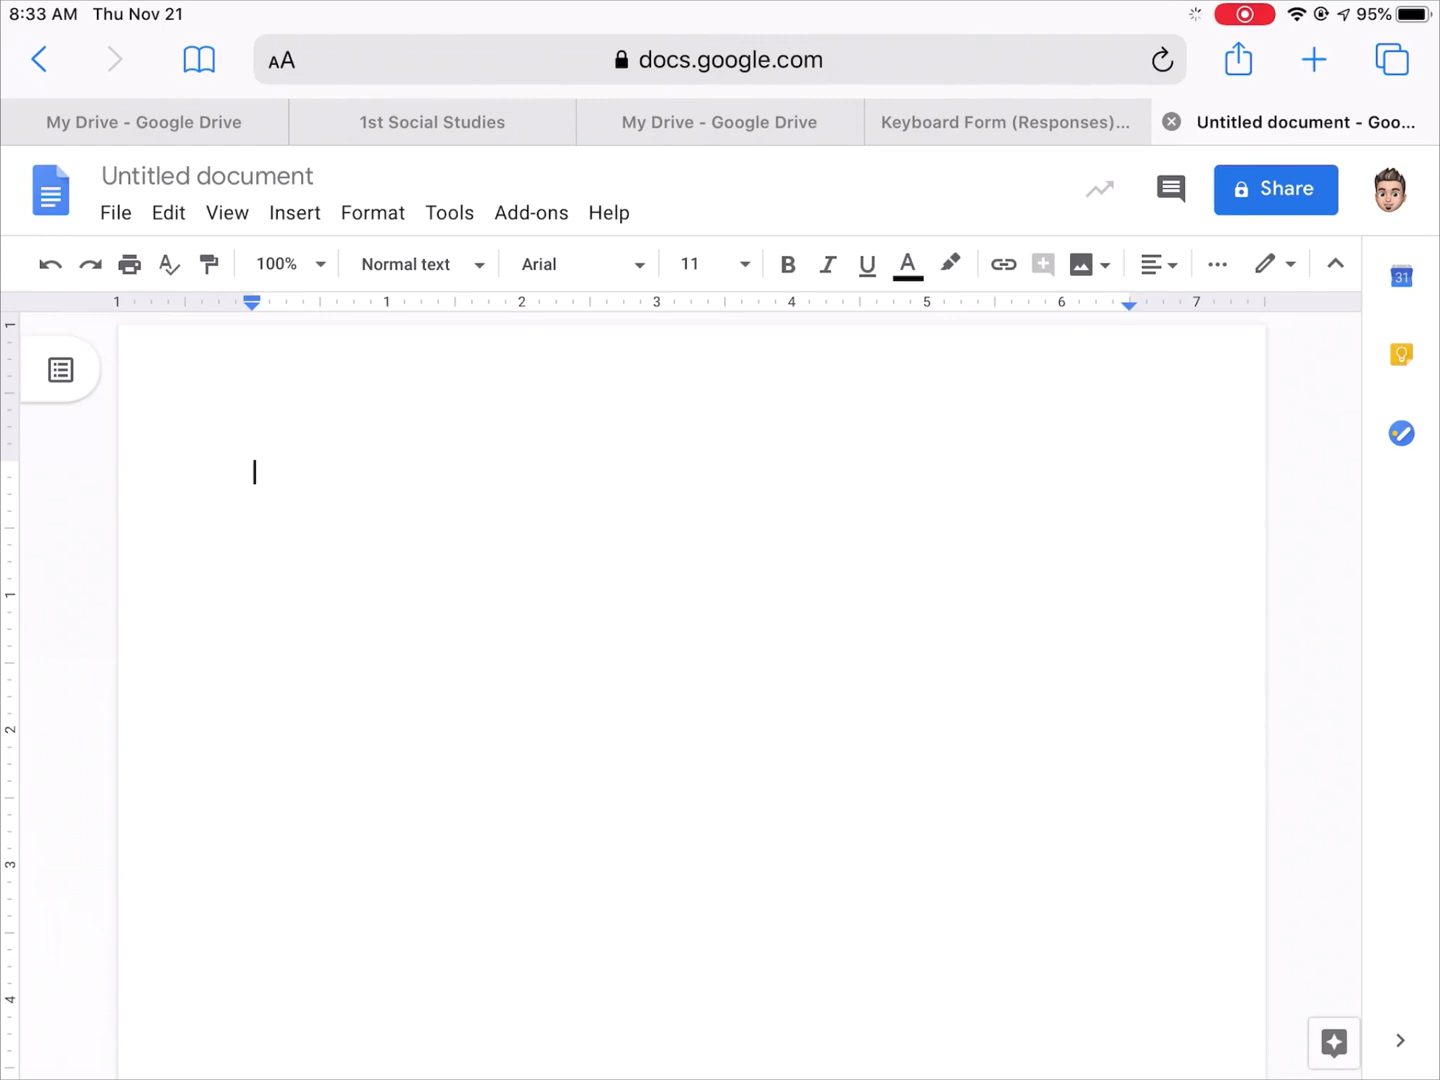 8:33 AM Thu Nov 21 95%
AA docs.google.com
My Drive - Google Drive 1st Social Studies My Drive - Google Drive Keyboard Form (Responses)... Untitled document - Goo...
Untitled document
File Edit View Insert Format Tools Add-ons Help
Share
100% Normal text Arial 11 B I U A
1 1 2 3 4 5 6 7
31
1
1
2
3
4